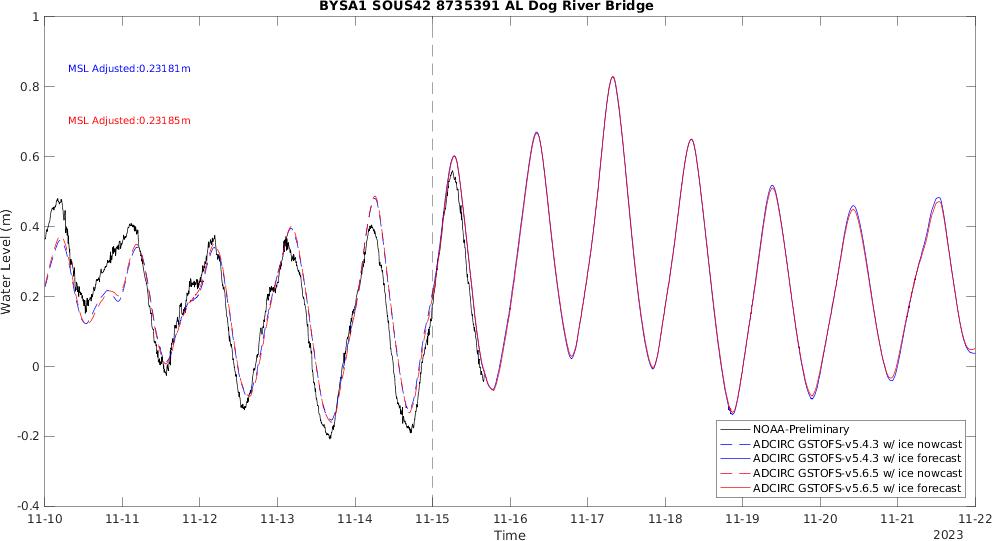 BYSA1 SOUS42 8735391 AL Dog River Bridge
MSL Adjusted:0.23181m
MSL Adjusted:0.23185m
Water Level (m)
1
0.8
0.6
0.4
0.2
0
-0.2
-0.4
NOAA-Preliminary
ADCIRC GSTOFS-v5.4.3 w/ ice nowcast
ADCIRC GSTOFS-v5.4.3 w/ ice forecast
ADCIRC GSTOFS-v5.6.5 w/ ice nowcast
ADCIRC GSTOFS-v5.6.5 w/ ice forecast
11-10 11-11 11-12 11-13 11-14 11-15 11-16 11-17 11-18 11-19 11-20 11-21 11-22
Time
2023